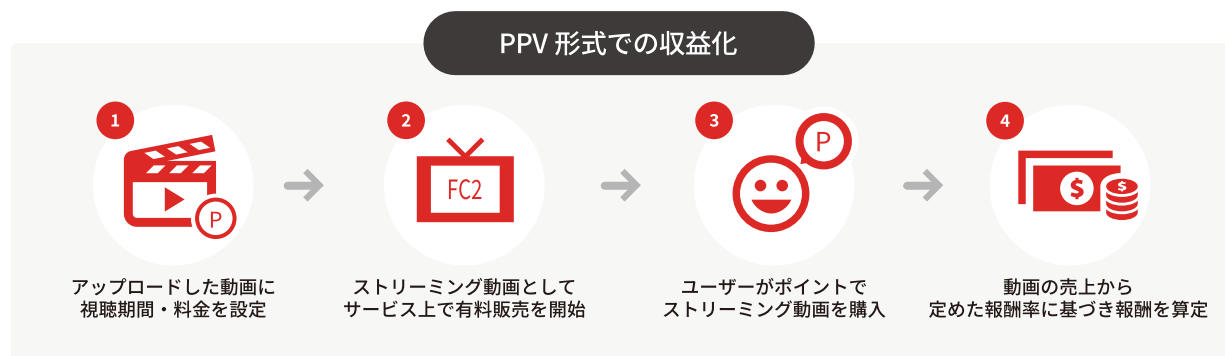 PPV 形式での収益化
1
P
アップロードした動画に
視聴期間・料金を設定
2
FC2
ストリーミング動画として
サービス上で有料販売を開始
3
P
ユーザーがポイントで
ストリーミング動画を購入
4
$
$
動画の売上から
定めた報酬率に基づき報酬を算定